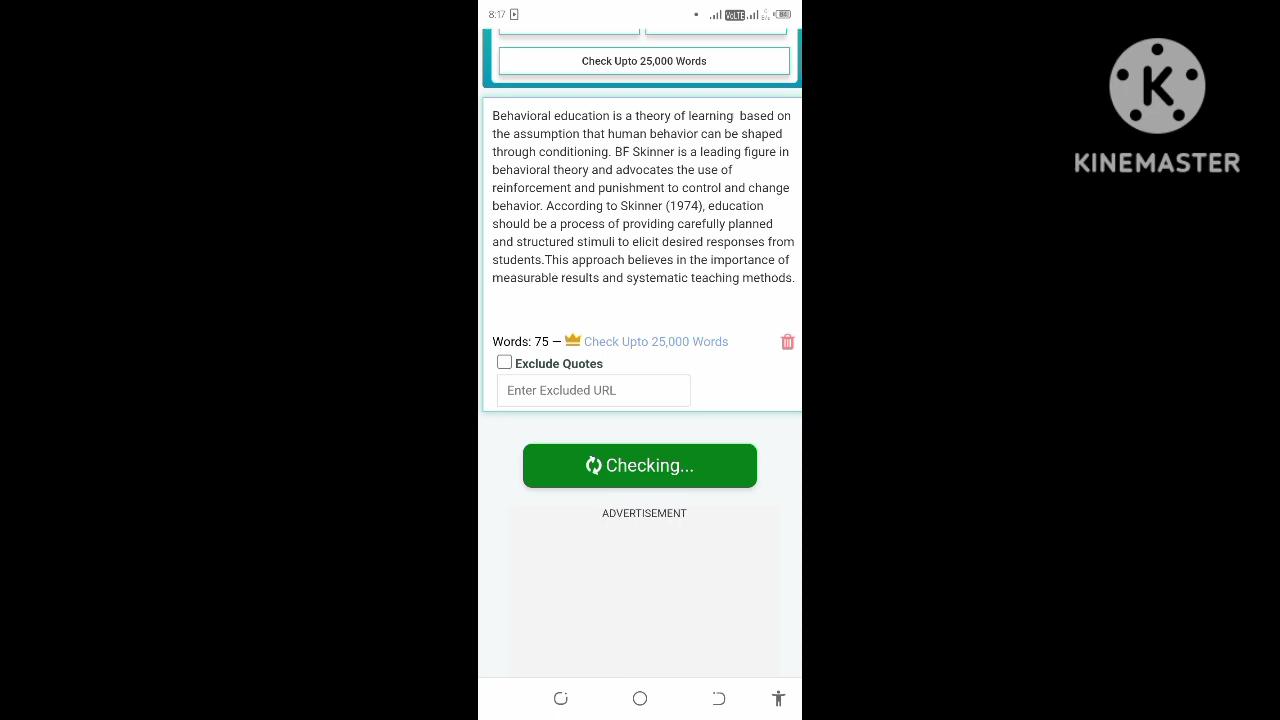 8:17
VoLTE
Check Upto 25,000 Words
Behavioral education is a theory of learning  based on
the assumption that human behavior can be shaped
through conditioning. BF Skinner is a leading figure in
behavioral theory and advocates the use of
reinforcement and punishment to control and change
behavior. According to Skinner (1974), education
should be a process of providing carefully planned
and structured stimuli to elicit desired responses from
students.This approach believes in the importance of
measurable results and systematic teaching methods.
Words: 75 — Check Upto 25,000 Words
Exclude Quotes
Enter Excluded URL
Checking...
ADVERTISEMENT
K
KINEMASTER